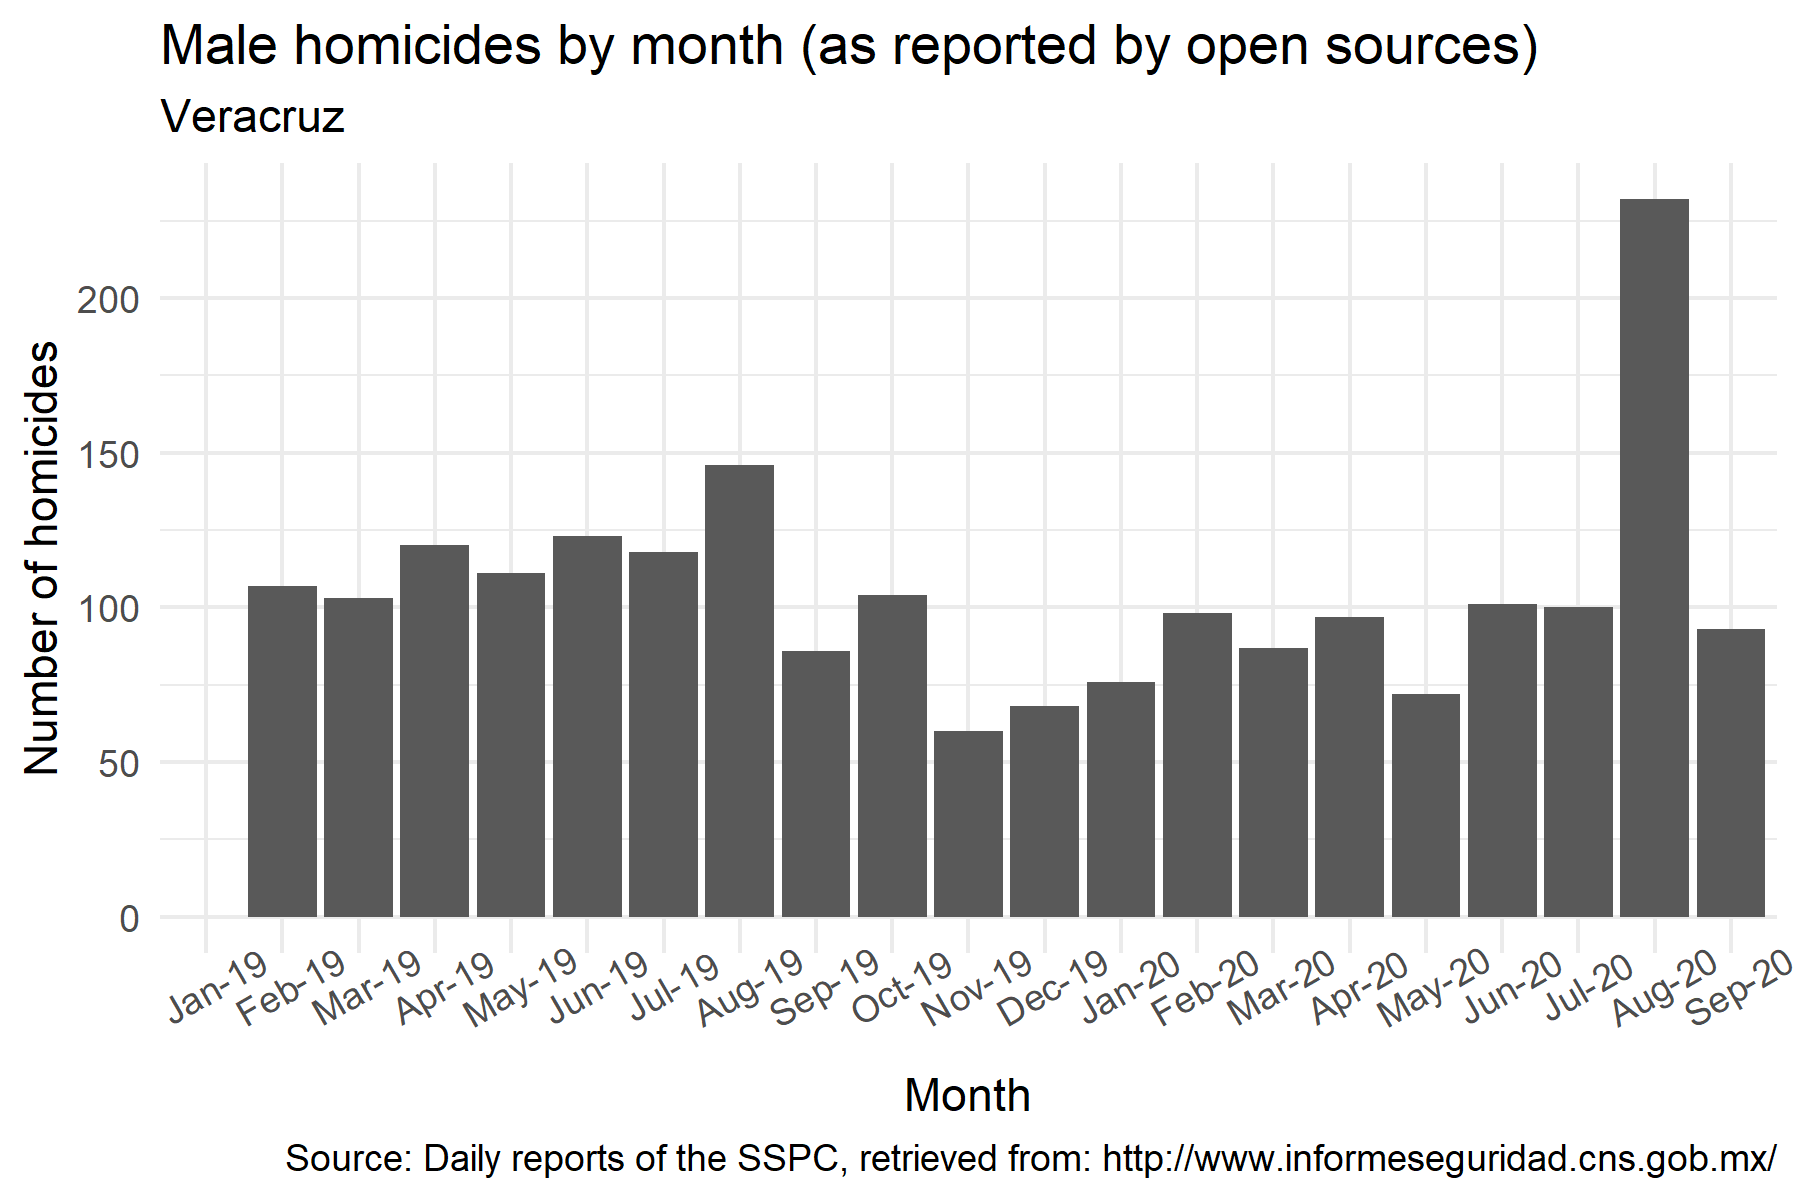 Male homicides by month (as reported by open sources)
Veracruz
Number of homicides
200
150
100
50
0
Jan-19
Feb-19
Mar-19
Apr-19
May-19
Jun-19
Jul-19
Aug-19
Sep-19
Oct-19
Nov-19
Dec-19
Jan-20
Feb-20
Mar-20
Apr-20
May-20
Jun-20
Jul-20
Aug-20
Sep-20
Month
Source: Daily reports of the SSPC, retrieved from: http://www.informeseguridad.cns.gob.mx/